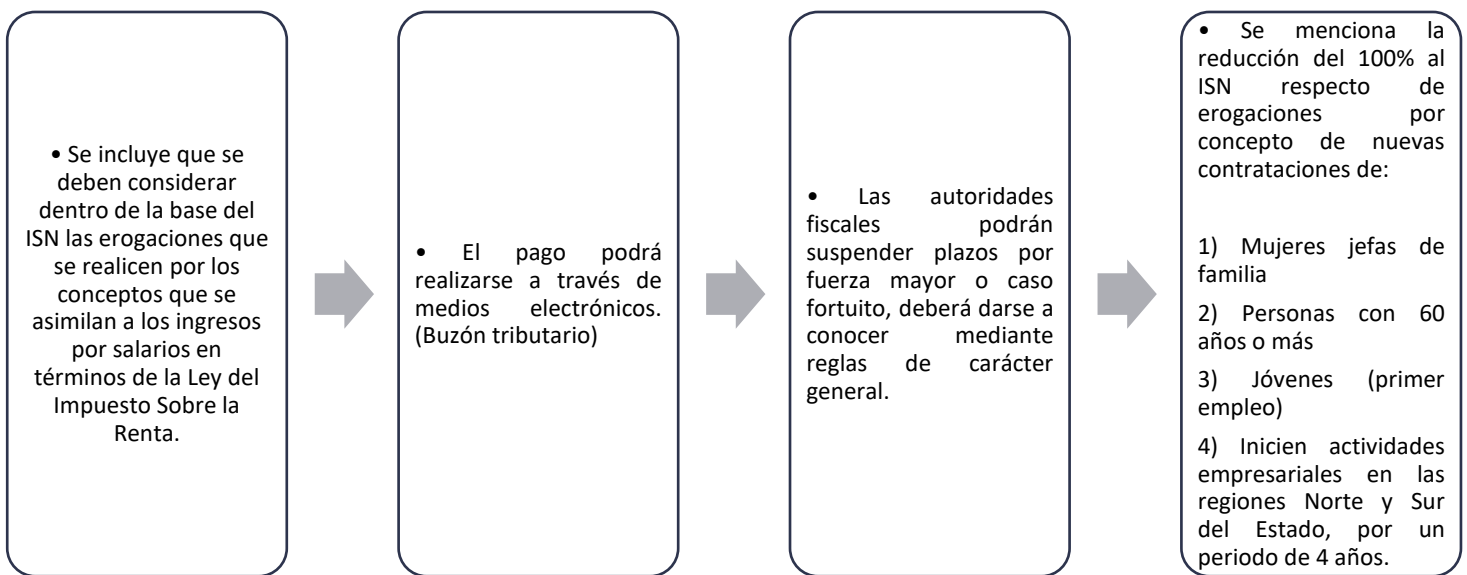 • Se incluye que se
deben considerar
dentro de la base del
ISN las erogaciones que
se realicen por los
conceptos que se
asimilan a los ingresos
por salarios en
términos de la Ley del
Impuesto Sobre la
Renta.
• El pago podrá
realizarse a través de
medios electrónicos.
(Buzón tributario)
• Las autoridades
fiscales podrán
suspender plazos por
fuerza mayor o caso
fortuito, deberá darse a
conocer mediante
reglas de carácter
general.
• Se menciona la
reducción del 100% al
ISN respecto de
erogaciones por
concepto de nuevas
contrataciones de:
1) Mujeres jefas de
familia
2) Personas con 60
años o más
3) Jóvenes (primer
empleo)
4) Inicien actividades
empresariales en las
regiones Norte y Sur
del Estado, por un
periodo de 4 años.